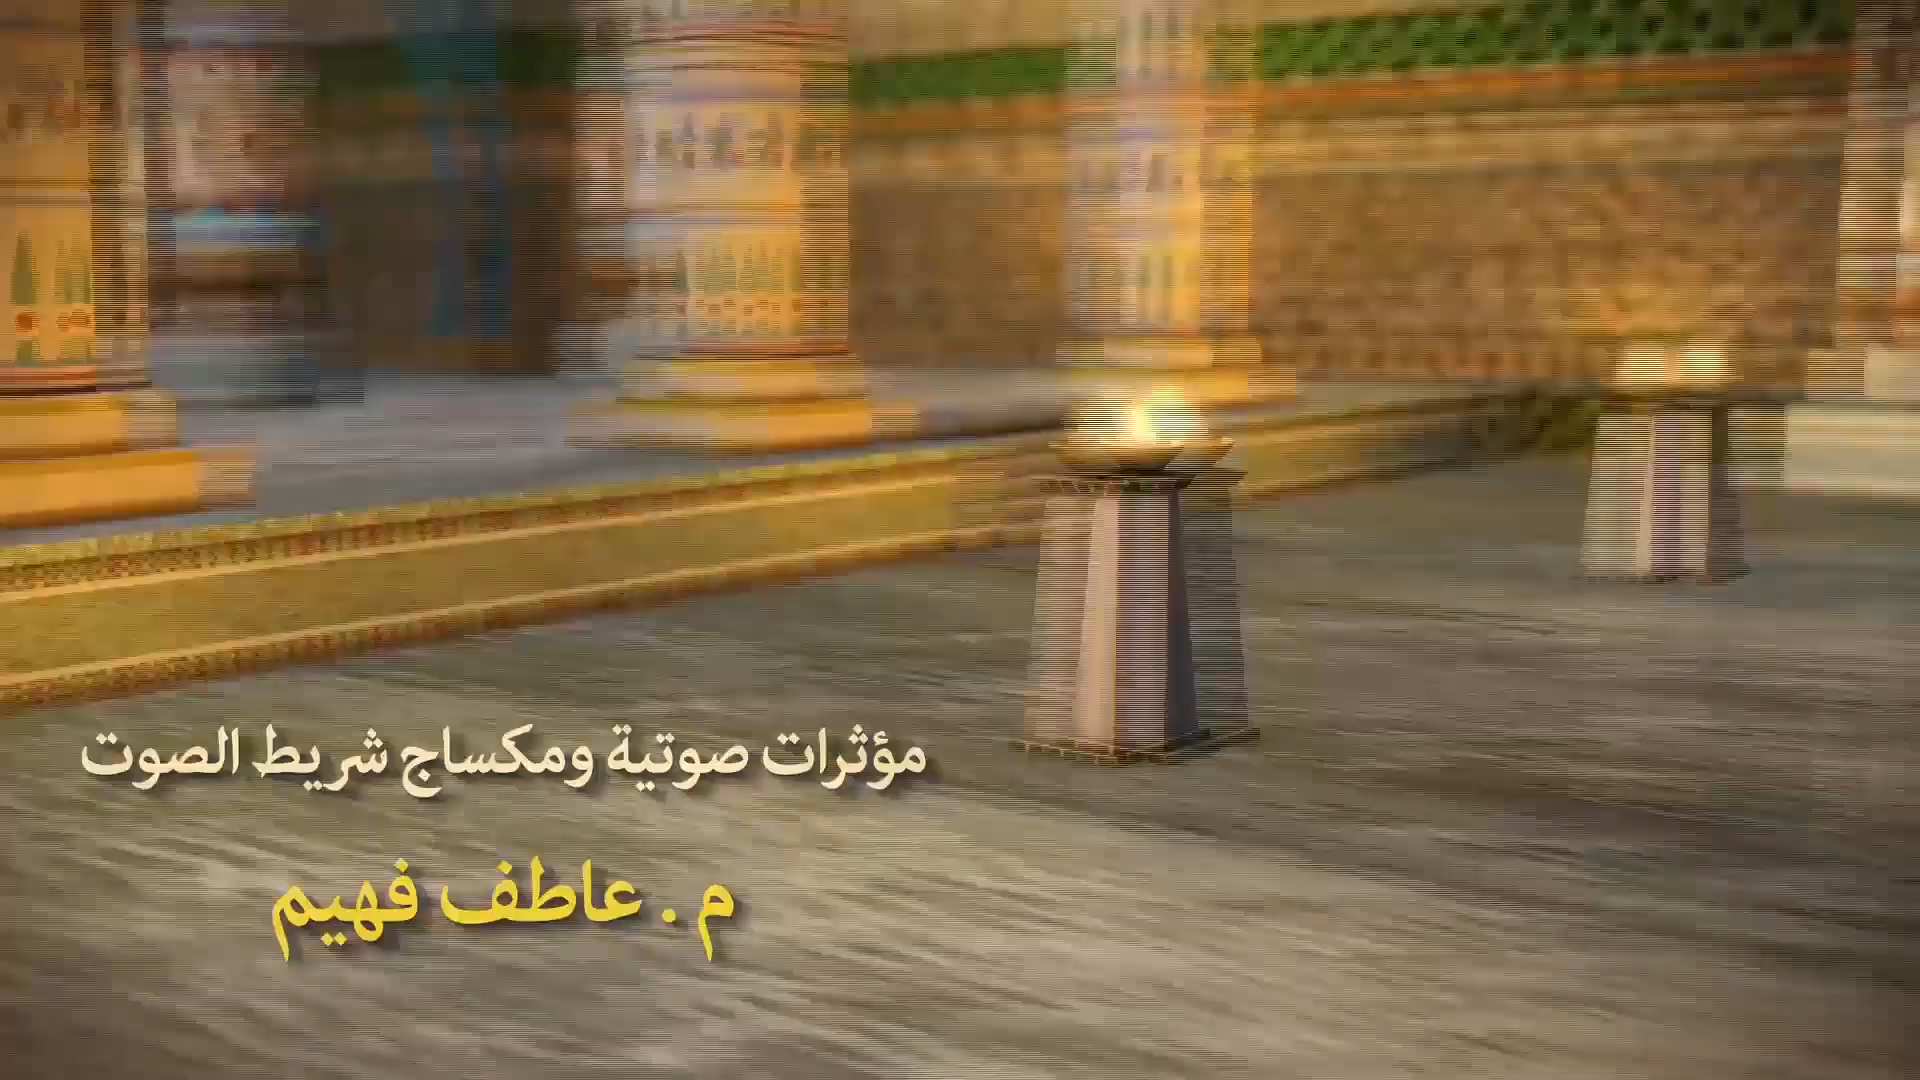 مؤثرات صوتية ومكساج شريط الصوت
م . عاطف فهيم